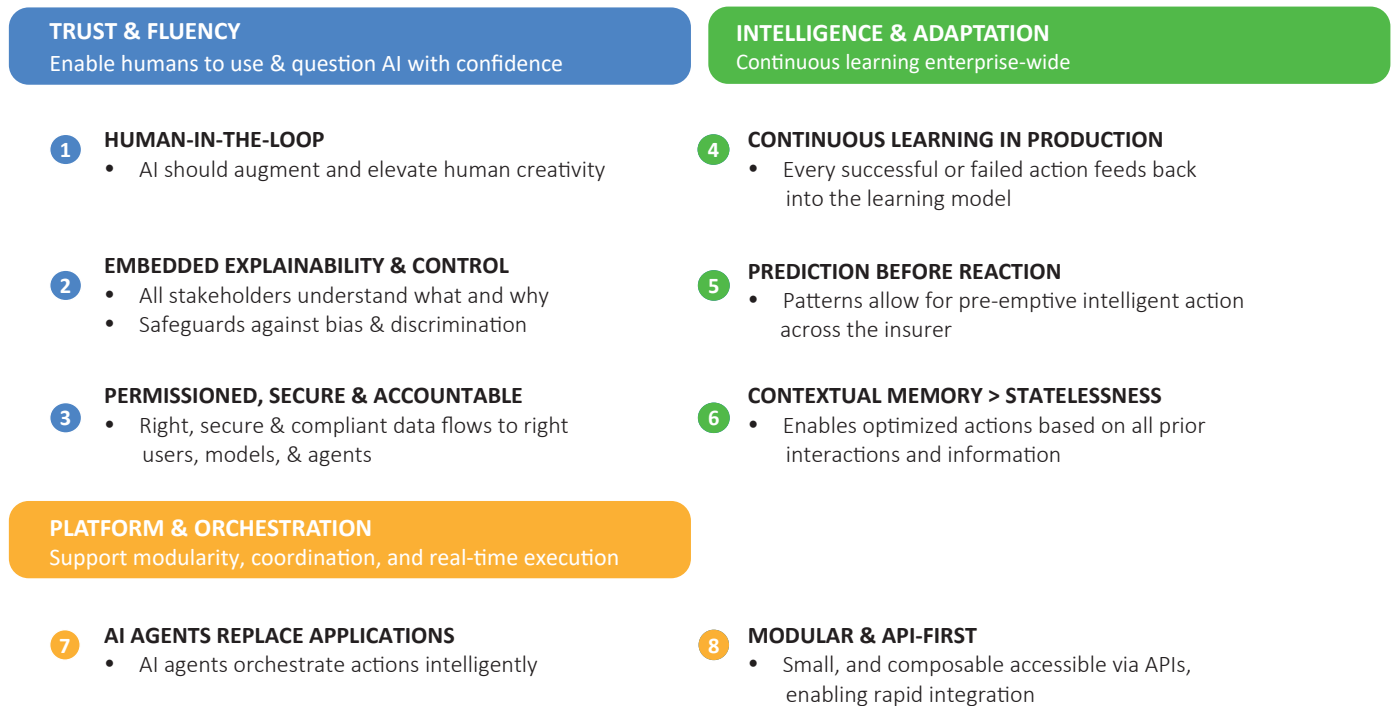 TRUST & FLUENCY
Enable humans to use & question AI with confidence
1
HUMAN-IN-THE-LOOP
• AI should augment and elevate human creativity
2
EMBEDDED EXPLAINABILITY & CONTROL
• All stakeholders understand what and why
• Safeguards against bias & discrimination
3
PERMISSIONED, SECURE & ACCOUNTABLE
• Right, secure & compliant data flows to right
users, models, & agents
INTELLIGENCE & ADAPTATION
Continuous learning enterprise-wide
4
CONTINUOUS LEARNING IN PRODUCTION
• Every successful or failed action feeds back
into the learning model
5
PREDICTION BEFORE REACTION
• Patterns allow for pre-emptive intelligent action
across the insurer
6
CONTEXTUAL MEMORY > STATELESSNESS
• Enables optimized actions based on all prior
interactions and information
PLATFORM & ORCHESTRATION
Support modularity, coordination, and real-time execution
7
AI AGENTS REPLACE APPLICATIONS
• AI agents orchestrate actions intelligently
8
MODULAR & API-FIRST
• Small, and composable accessible via APIs,
enabling rapid integration